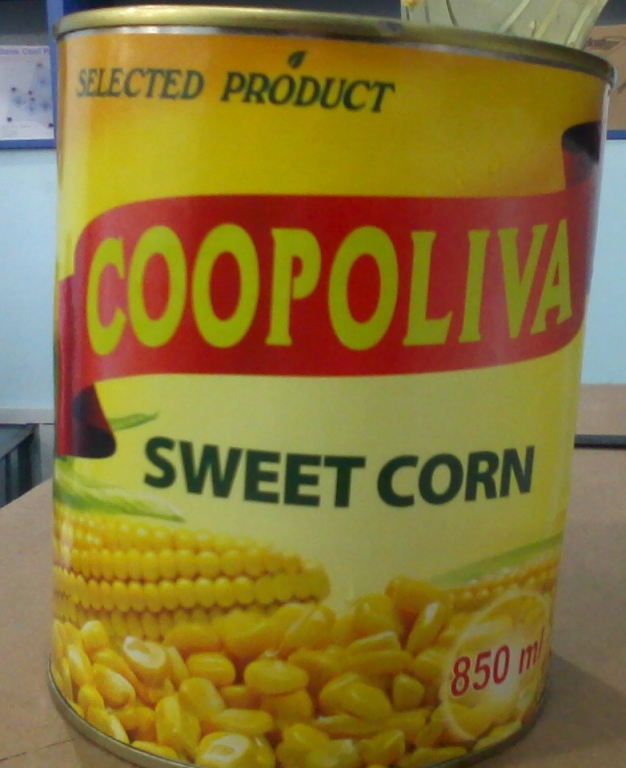 SELECTED PRODUCT
COOPOLIVA
SWEET CORN
850 ml